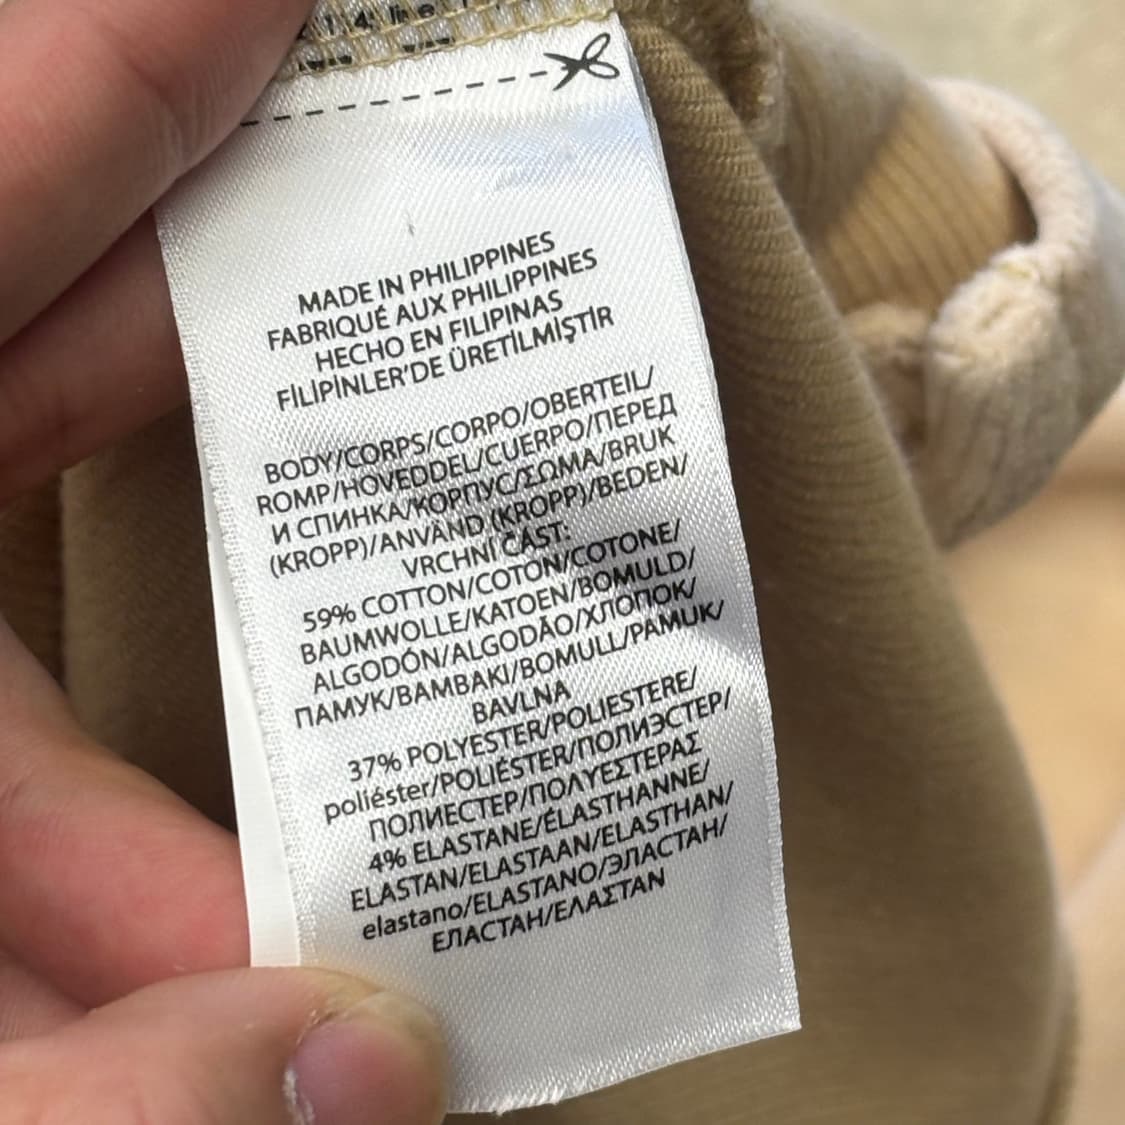 MADE IN PHILIPPINES
FABRIQUÉ AUX PHILIPPINES
HECHO EN FILIPINAS
FİLİPİNLER'DE ÜRETİLMİŞTİR
BODY/CORPS/CORPO/OBERTEIL/
ROMP/HOVEDDEL/CUERPO/ПЕРЕД
И СПИНКА/КОРПУС/ΣΩΜΑ/BRUK
(KROPP)/ANVÄND (KROPP)/BEDEN/
VRCHNÍ ČÁST:
59% COTTON/COTON/COTONE/
BAUMWOLLE/KATOEN/BOMULD/
ALGODÓN/ALGODÃO/ХЛОПОК/
ПАМУК/BAMBAKI/BOMULL/PAMUK/
BAVLNA
37% POLYESTER/POLIESTERE/
poliéster/POLIÉSTER/ПОЛИЭСТЕР/
ПОЛИЕСТЕР/ΠΟΛΥΕΣΤΕΡΑΣ
4% ELASTANE/ÉLASTHANNE/
ELASTAN/ELASTAAN/ELASTHAN/
elastano/ELASTANO/ЭЛАСТАН/
ЕЛАСТАН/ΕΛΑΣΤΑΝ